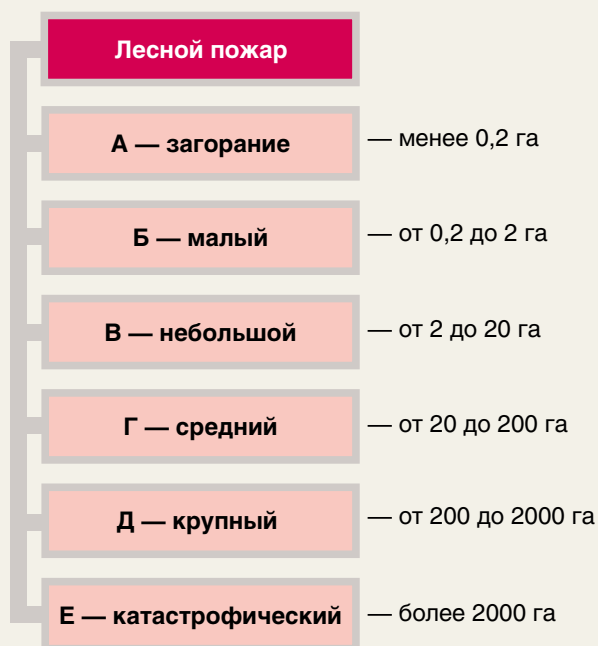 Лесной пожар
А — загорание — менее 0,2 га
Б — малый — от 0,2 до 2 га
В — небольшой — от 2 до 20 га
Г — средний — от 20 до 200 га
Д — крупный — от 200 до 2000 га
Е — катастрофический — более 2000 га